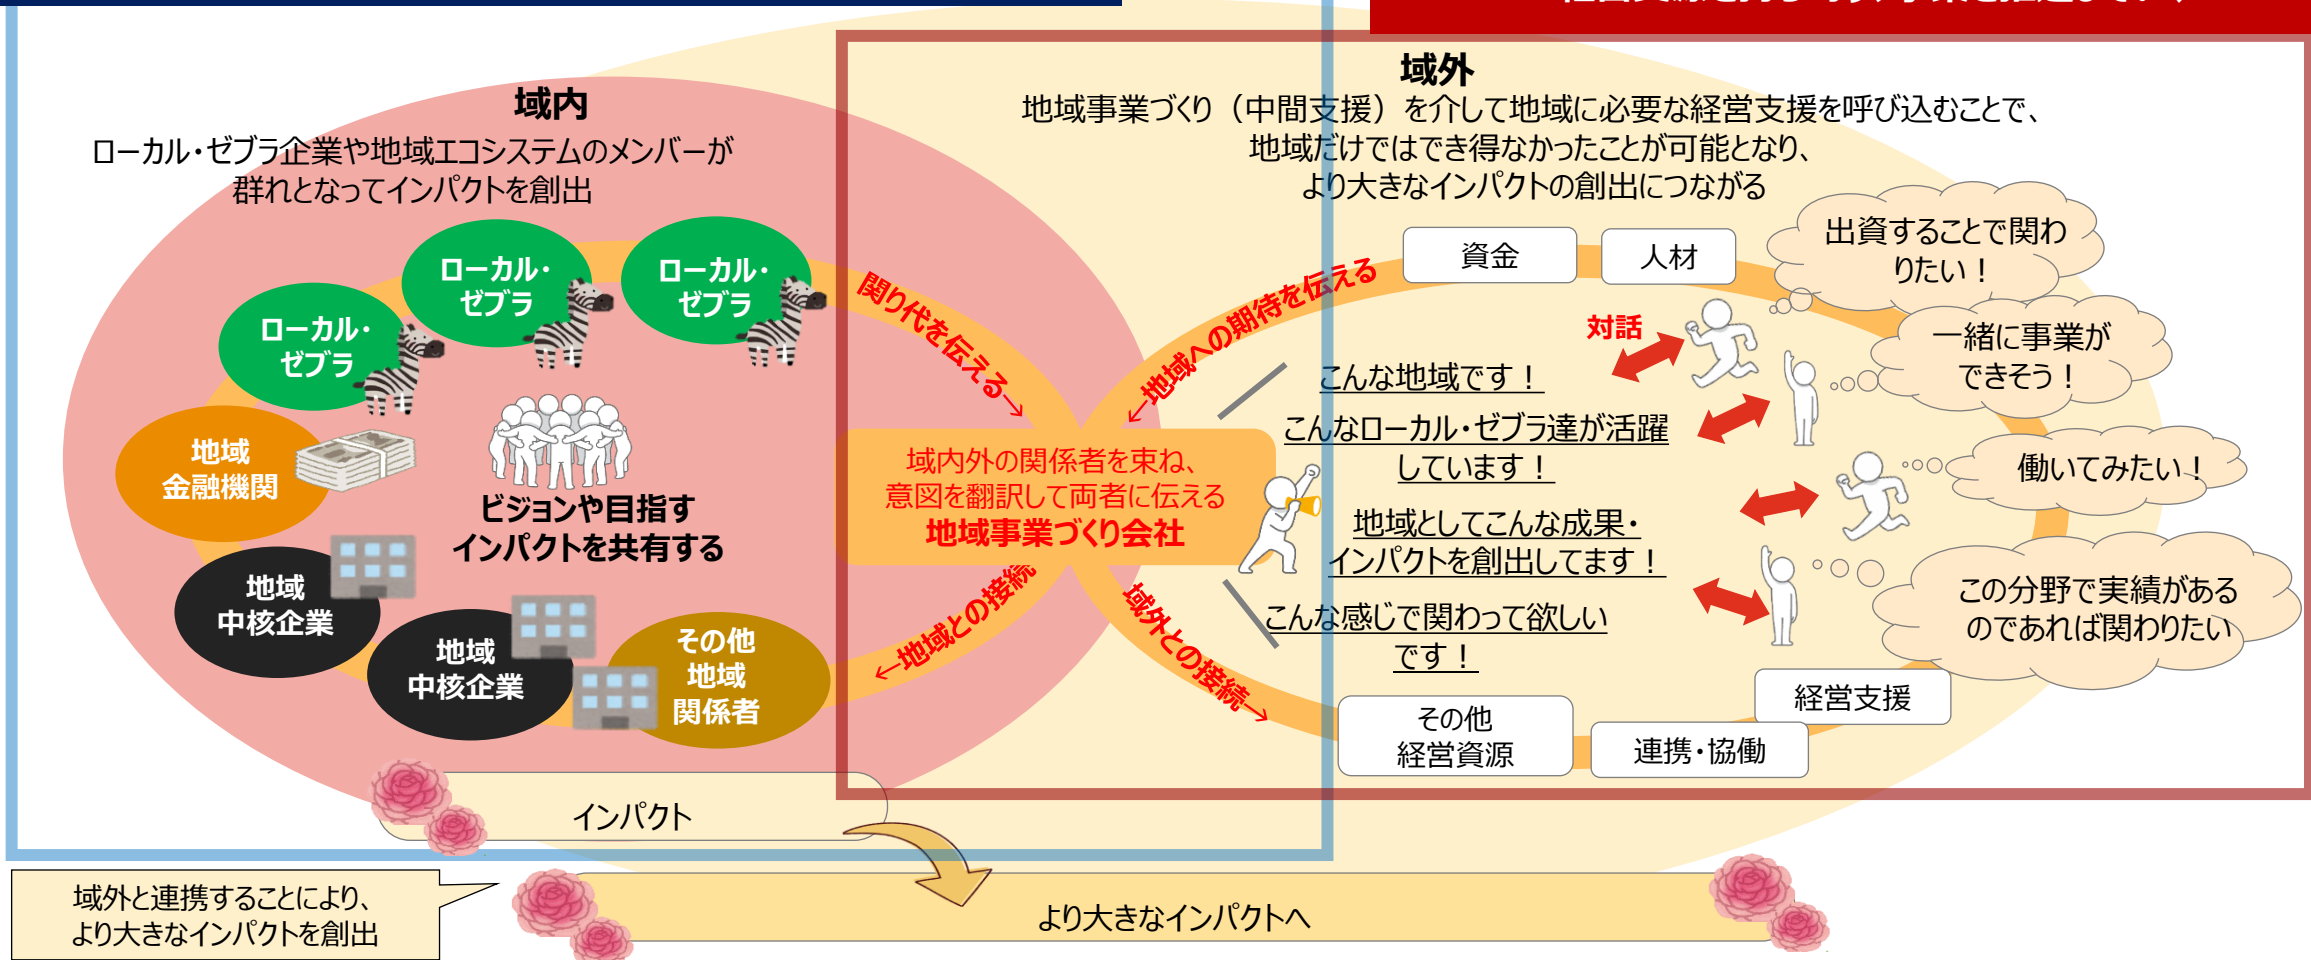 域内
ローカル・ゼブラ企業や地域エコシステムのメンバーが
群れとなってインパクトを創出
域外
地域事業づくり（中間支援）を介して地域に必要な経営支援を呼び込むことで、
地域だけではでき得なかったことが可能となり、
より大きなインパクトの創出につながる
ローカル・
ゼブラ
ローカル・
ゼブラ
ローカル・
ゼブラ
地域
金融機関
地域
中核企業
地域
中核企業
その他
地域
関係者
ビジョンや目指す
インパクトを共有する
関り代を伝える→
←地域への期待を伝える
←地域との接続
域外との接続→
域内外の関係者を束ね、
意図を翻訳して両者に伝える
地域事業づくり会社
資金
人材
対話
こんな地域です！
こんなローカル・ゼブラ達が活躍
しています！
地域としてこんな成果・
インパクトを創出してます！
こんな感じで関わって欲しい
です！
出資することで関わ
りたい！
一緒に事業が
できそう！
働いてみたい！
この分野で実績がある
のであれば関わりたい
経営支援
連携・協働
その他
経営資源
インパクト
域外と連携することにより、
より大きなインパクトを創出
より大きなインパクトへ